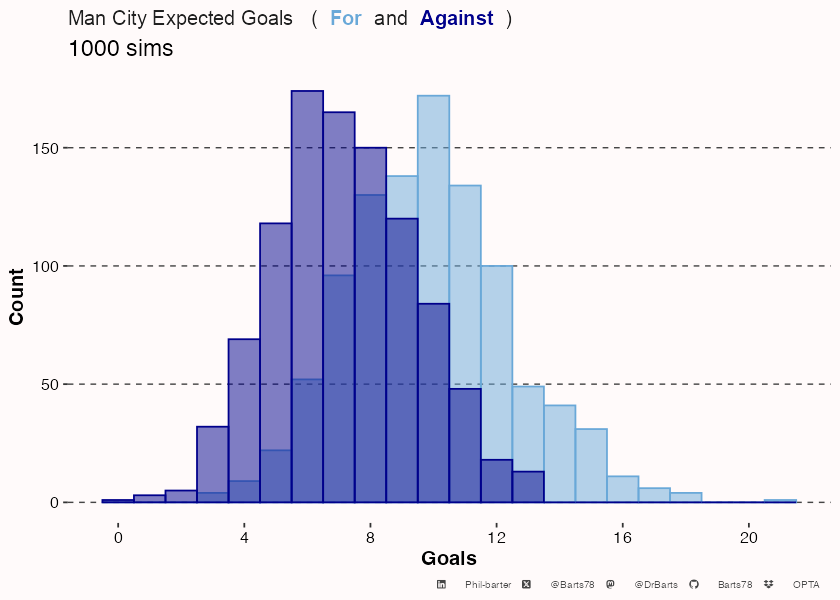 Man City Expected Goals ( For and Against )
1000 sims
Count
150
100
50
0
0 4 8 12 16 20
Goals
Phil-barter @Barts78 @DrBarts Barts78 OPTA